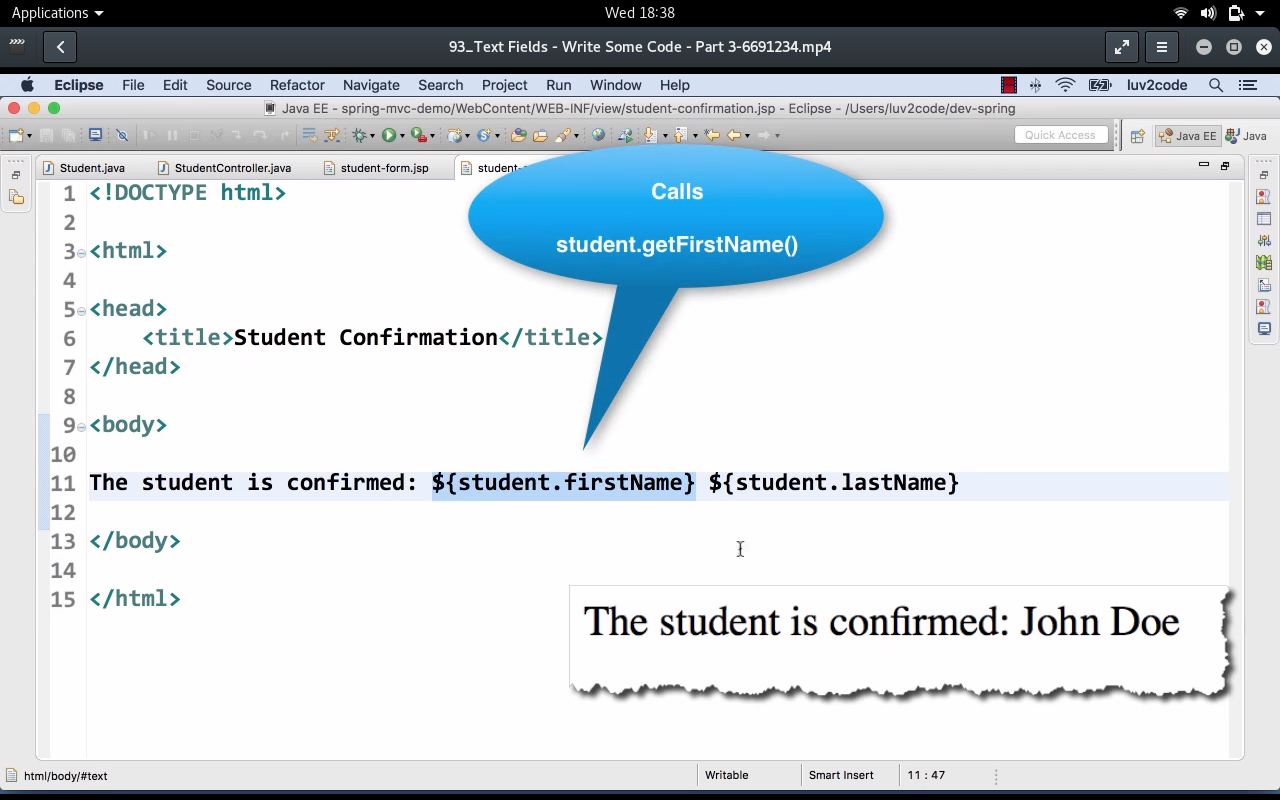 Applications
Wed 18:38
93_Text Fields - Write Some Code - Part 3-6691234.mp4
Eclipse File Edit Source Refactor Navigate Search Project Run Window Help
luv2code
Java EE - spring-mvc-demo/WebContent/WEB-INF/view/student-confirmation.jsp - Eclipse - /Users/luv2code/dev-spring
Quick Access
Java EE
Java
Student.java
StudentController.java
student-form.jsp
Calls
student.getFirstName()
1 <!DOCTYPE html>
2
3 <html>
4
5 <head>
6 <title>Student Confirmation</title>
7 </head>
8
9 <body>
10
11 The student is confirmed: ${student.firstName} ${student.lastName}
12
13 </body>
14
15 </html>
The student is confirmed: John Doe
html/body/#text
Writable
Smart Insert
11 : 47